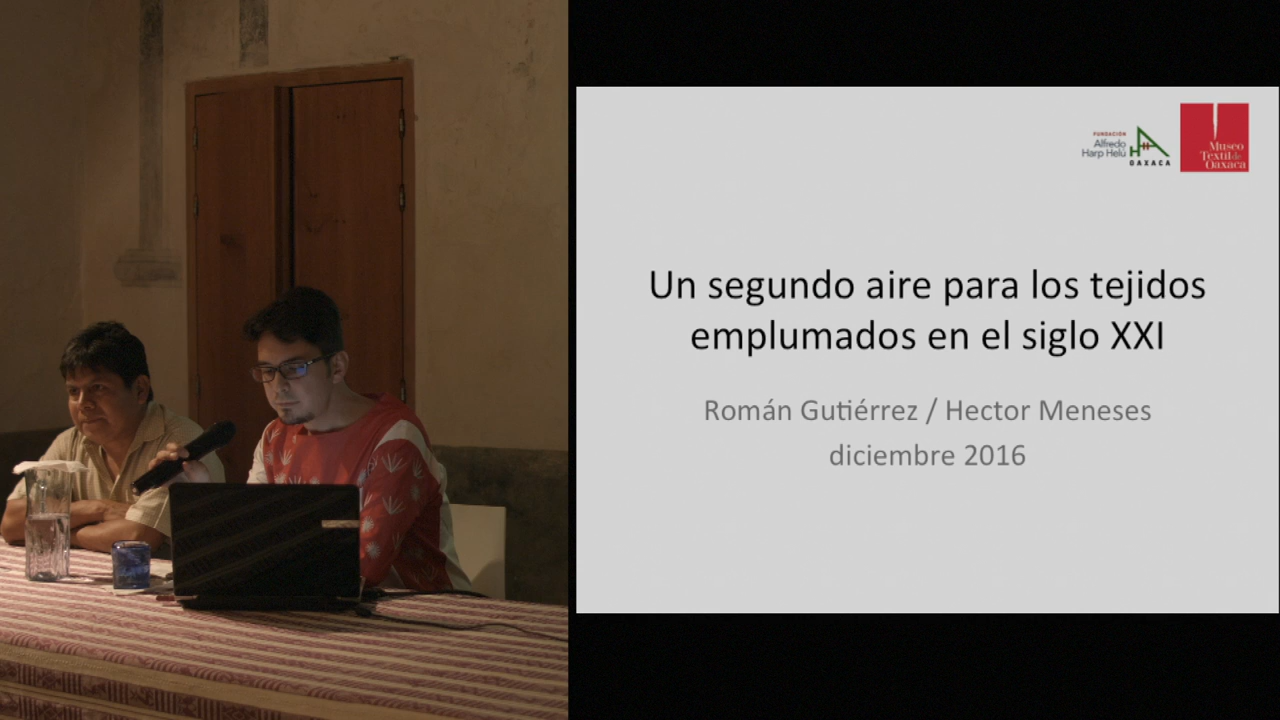 FUNDACIÓN
Alfredo
Harp Helú
OAXACA
Museo
Textil de
Oaxaca
Un segundo aire para los tejidos
emplumados en el siglo XXI
Román Gutiérrez / Hector Meneses
diciembre 2016